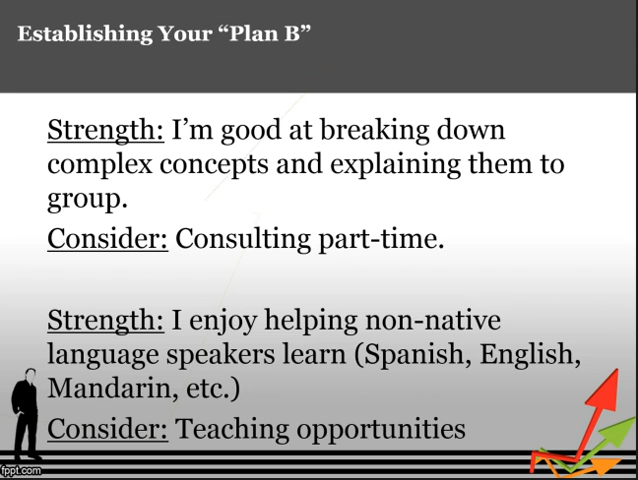 Establishing Your “Plan B”
Strength: I’m good at breaking down
complex concepts and explaining them to
group.
Consider: Consulting part-time.
Strength: I enjoy helping non-native
language speakers learn (Spanish, English,
Mandarin, etc.)
Consider: Teaching opportunities
fppt.com